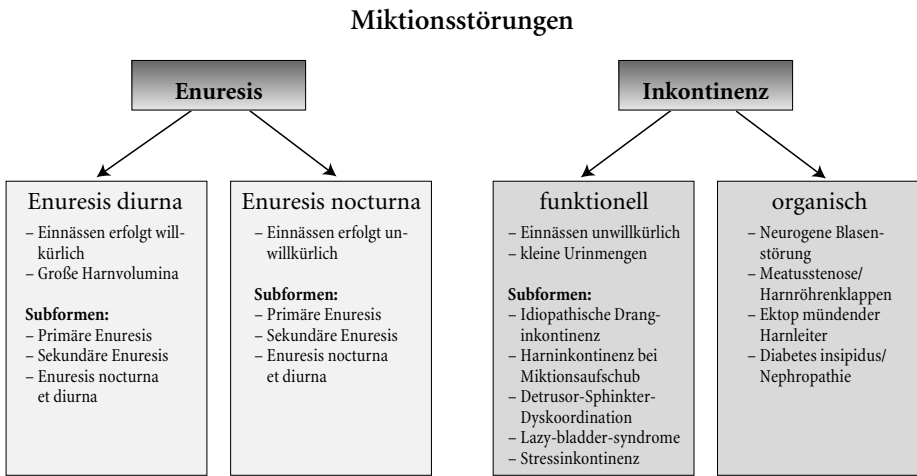 Miktionsstörungen
Enuresis
Inkontinenz
Enuresis diurna
– Einnässen erfolgt will-
kürlich
– Große Harnvolumina
Subformen:
– Primäre Enuresis
– Sekundäre Enuresis
– Enuresis nocturna
et diurna
Enuresis nocturna
– Einnässen erfolgt un-
willkürlich
Subformen:
– Primäre Enuresis
– Sekundäre Enuresis
– Enuresis nocturna
et diurna
funktionell
– Einnässen unwillkürlich
– kleine Urinmengen
Subformen:
– Idiopathische Drang-
inkontinenz
– Harninkontinenz bei
Miktionsaufschub
– Detrusor-Sphinkter-
Dyskoordination
– Lazy-bladder-syndrome
– Stressinkontinenz
organisch
– Neurogene Blasen-
störung
– Meatusstenose/
Harnröhrenklappen
– Ektop mündender
Harnleiter
– Diabetes insipidus/
Nephropathie